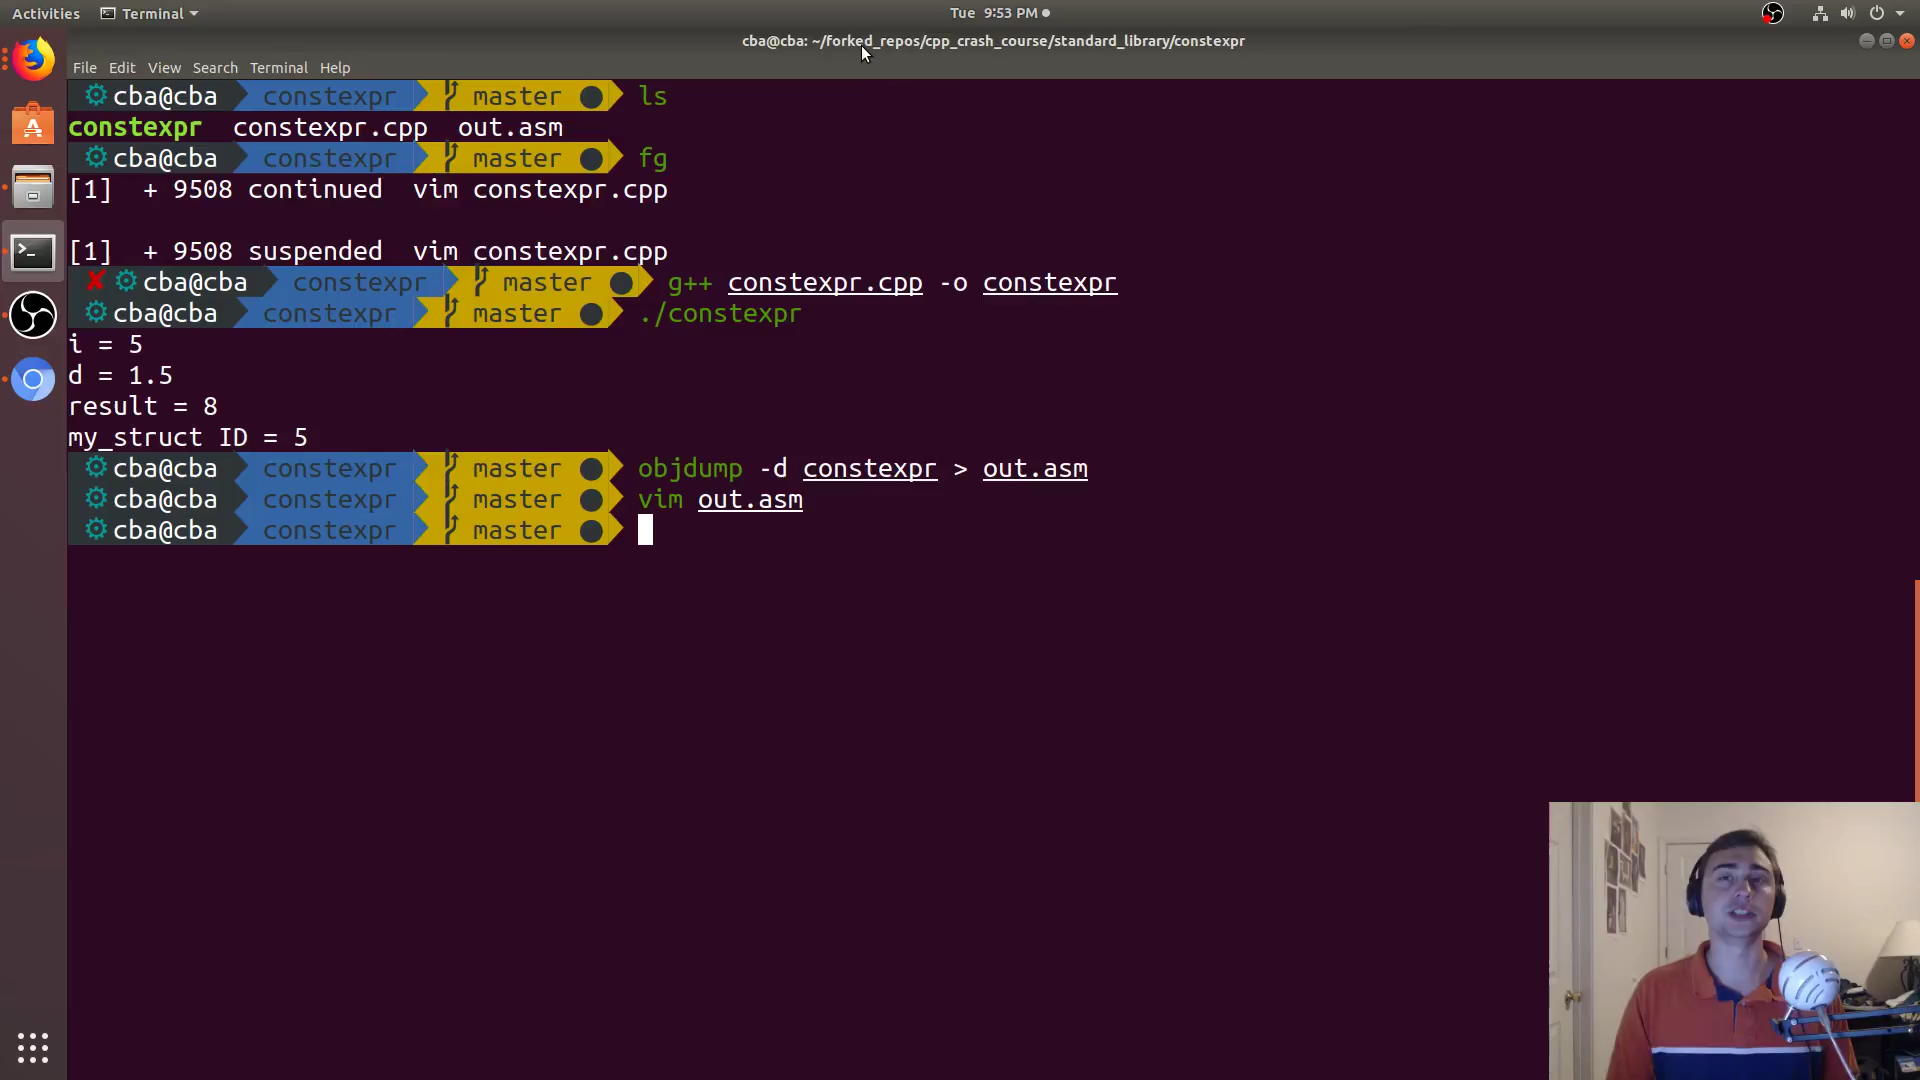 Activities Terminal Tue 9:53 PM
cba@cba: ~/forked_repos/cpp_crash_course/standard_library/constexpr
File Edit View Search Terminal Help
cba@cba constexpr master ls
constexpr constexpr.cpp out.asm
cba@cba constexpr master fg
[1] + 9508 continued vim constexpr.cpp
[1] + 9508 suspended vim constexpr.cpp
cba@cba constexpr master g++ constexpr.cpp -o constexpr
cba@cba constexpr master ./constexpr
i = 5
d = 1.5
result = 8
my_struct ID = 5
cba@cba constexpr master objdump -d constexpr > out.asm
cba@cba constexpr master vim out.asm
cba@cba constexpr master